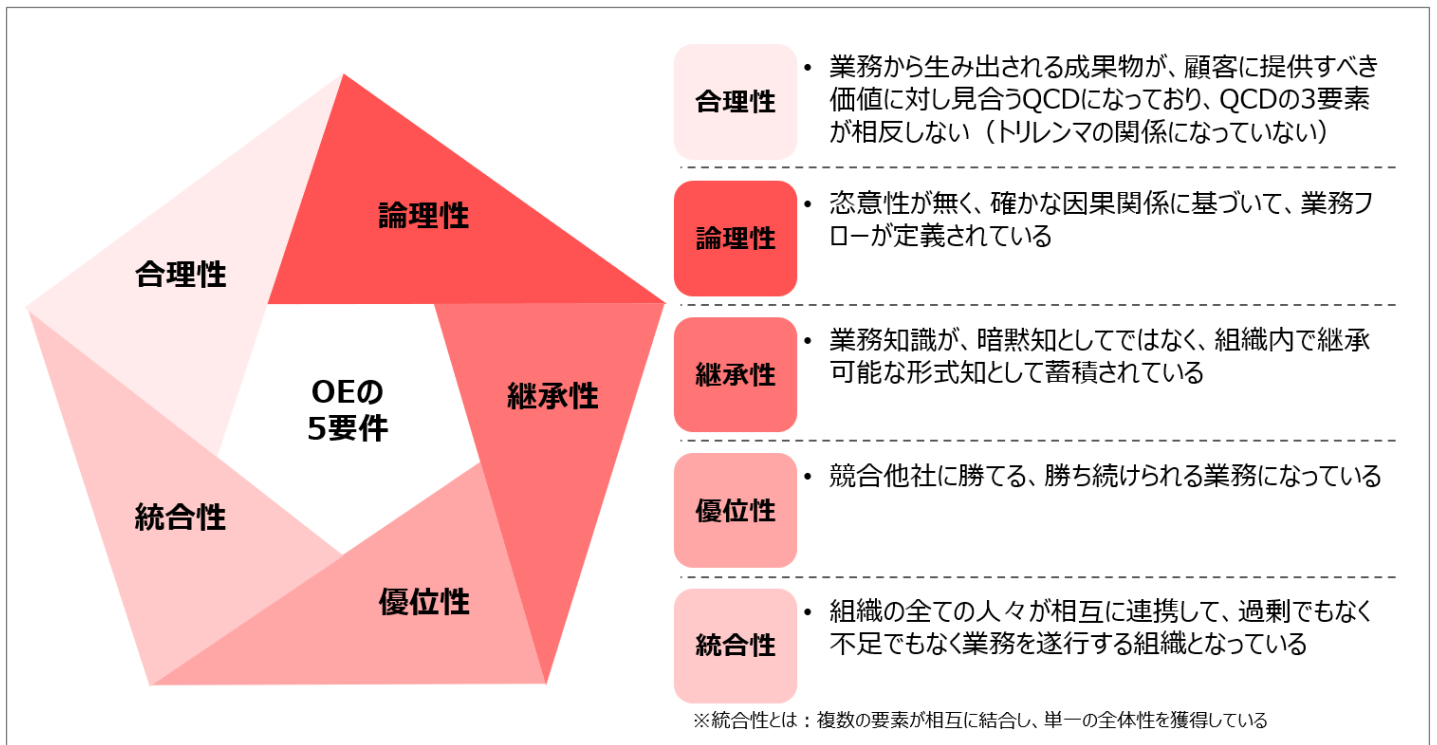 論理性
合理性
OEの
5要件
継承性
統合性
優位性
合理性
• 業務から生み出される成果物が、顧客に提供すべき
価値に対し見合うQCDになっており、QCDの3要素
が相反しない（トリレンマの関係になっていない）
論理性
• 恣意性が無く、確かな因果関係に基づいて、業務フ
ローが定義されている
継承性
• 業務知識が、暗黙知としてではなく、組織内で継承
可能な形式知として蓄積されている
優位性
• 競合他社に勝てる、勝ち続けられる業務になっている
統合性
• 組織の全ての人々が相互に連携して、過剰でもなく
不足でもなく業務を遂行する組織となっている
※統合性とは：複数の要素が相互に結合し、単一の全体性を獲得している